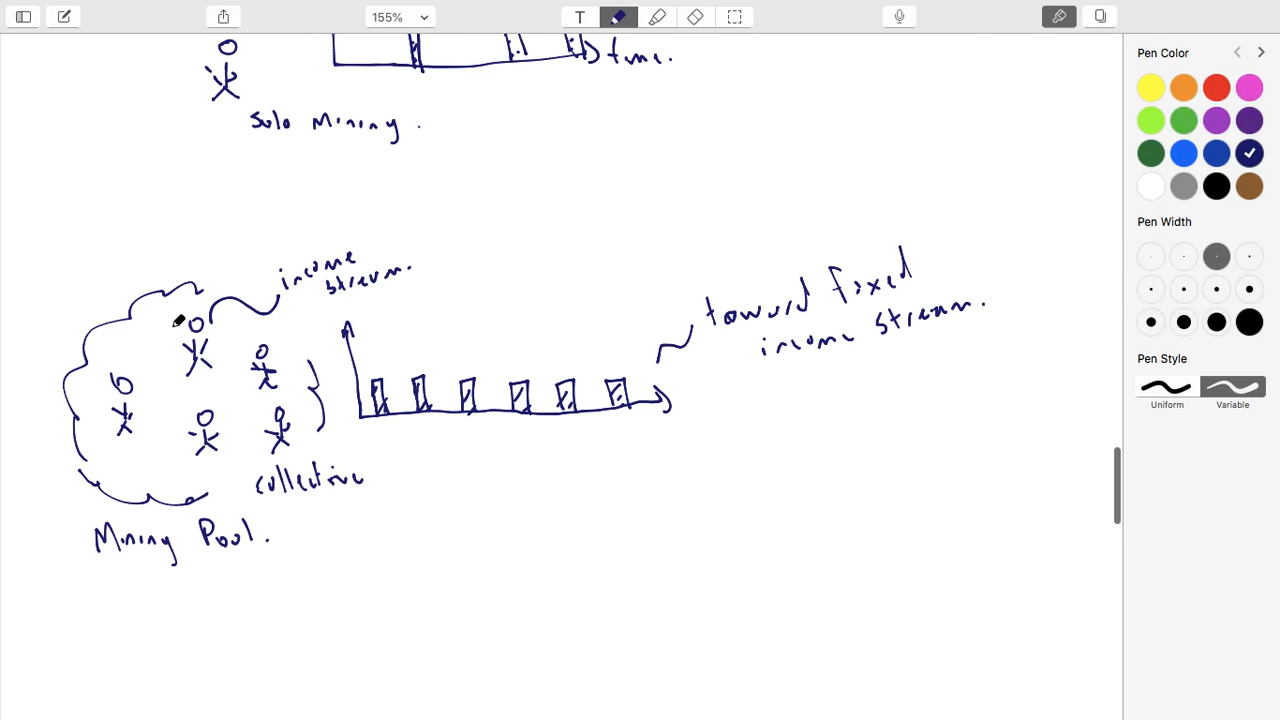 155%
T
time.
Solo Mining.
income
stream.
toward fixed
income stream.
collective
Mining Pool.
Pen Color
Pen Width
Pen Style
Uniform
Variable